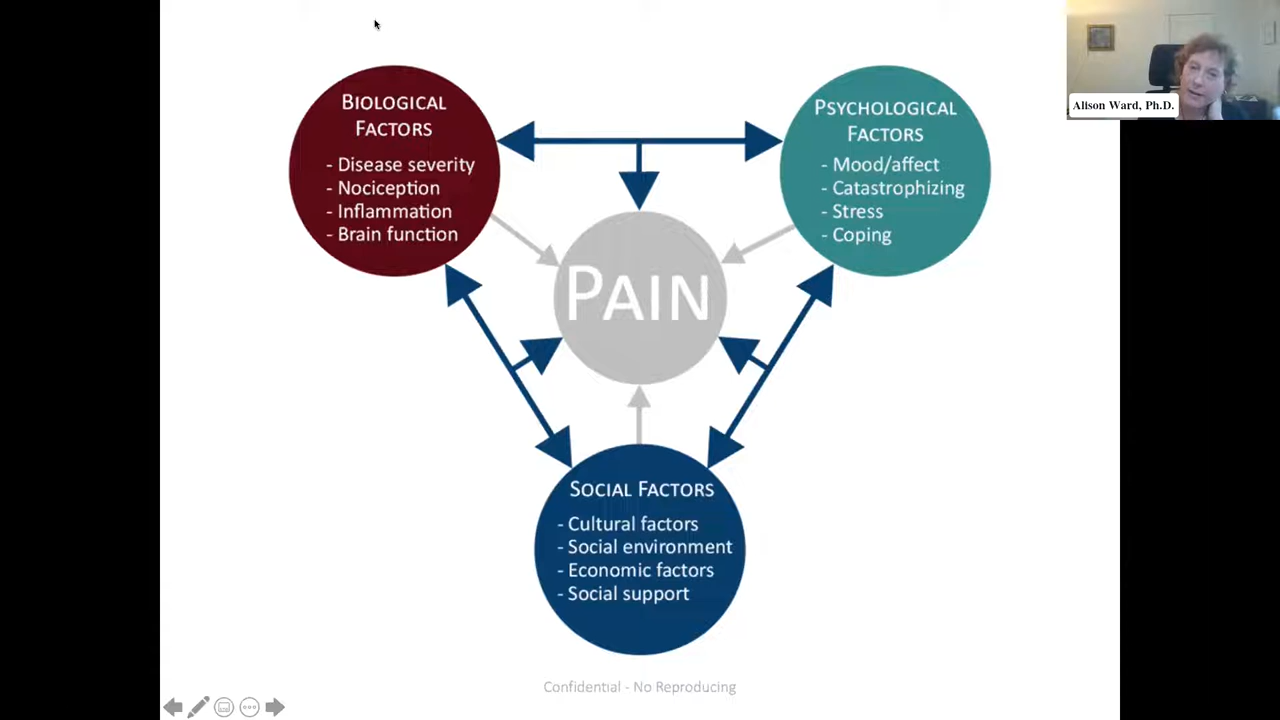 BIOLOGICAL
FACTORS
- Disease severity
- Nociception
- Inflammation
- Brain function
PSYCHOLOGICAL
FACTORS
- Mood/affect
- Catastrophizing
- Stress
- Coping
Alison Ward, Ph.D.
PAIN
SOCIAL FACTORS
- Cultural factors
- Social environment
- Economic factors
- Social support
Confidential - No Reproducing